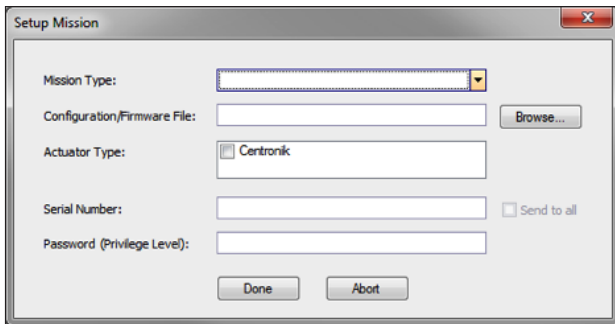 Setup Mission
Mission Type:
Configuration/Firmware File:
Browse...
Actuator Type:
Centronik
Serial Number:
Send to all
Password (Privilege Level):
Done
Abort